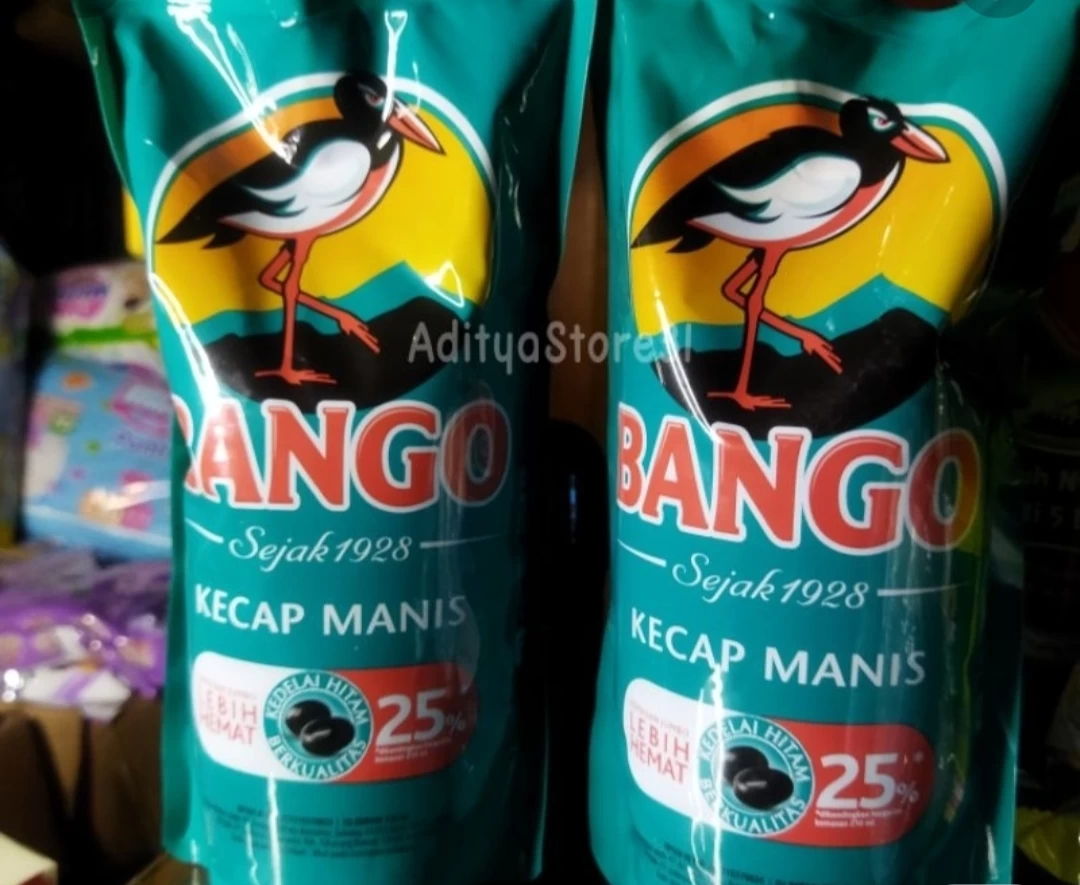 AdityaStore.II
BANGO
Sejak 1928
KECAP MANIS
LEBIH
HEMAT
KEDELAI HITAM
BERKUALITAS
25%
BANGO
Sejak 1928
KECAP MANIS
LEBIH
HEMAT
KEDELAI HITAM
BERKUALITAS
25%